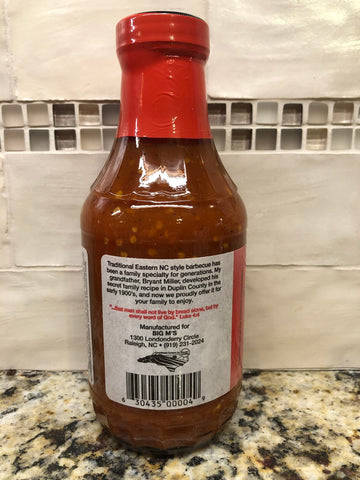 Traditional Eastern NC style barbecue has
been a family specialty for generations. My
grandfather, Bryant Miller, developed his
secret family recipe in Duplin County in the
early 1900's, and now we proudly offer it for
your family to enjoy.
"...that man shall not live by bread alone, but by
every word of God." Luke 4:4
Manufactured for
BIG M'S
1300 Londonderry Circle
Raleigh, NC • (919) 231-2024
6 30435 00004 9